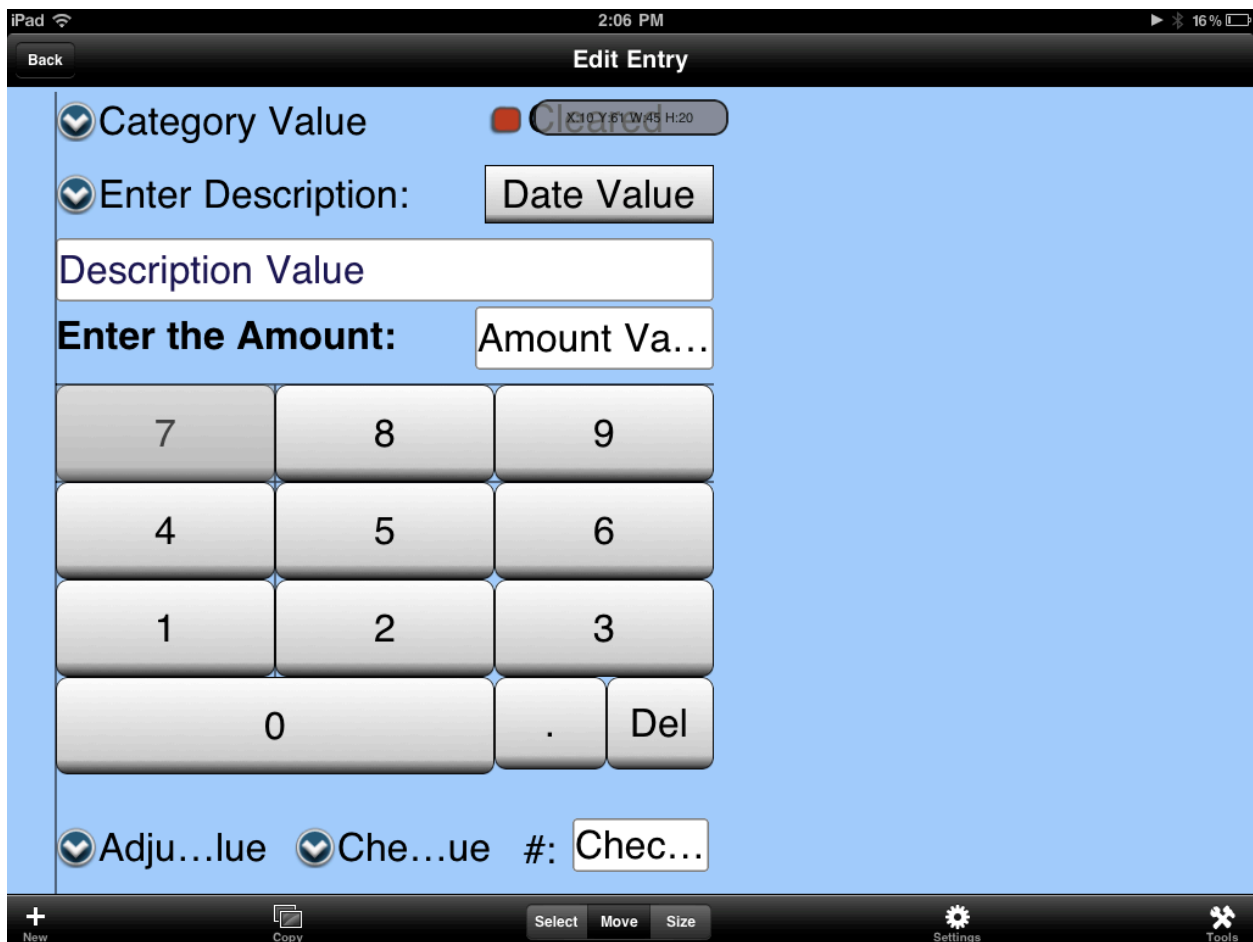 iPad 2:06 PM 16%
Back Edit Entry
Category Value Cleared X:10 Y:61 W:45 H:20
Enter Description: Date Value
Description Value
Enter the Amount: Amount Va...
7 8 9
4 5 6
1 2 3
0 . Del
Adju...lue Che...ue #: Chec...
New Copy Select Move Size Settings Tools